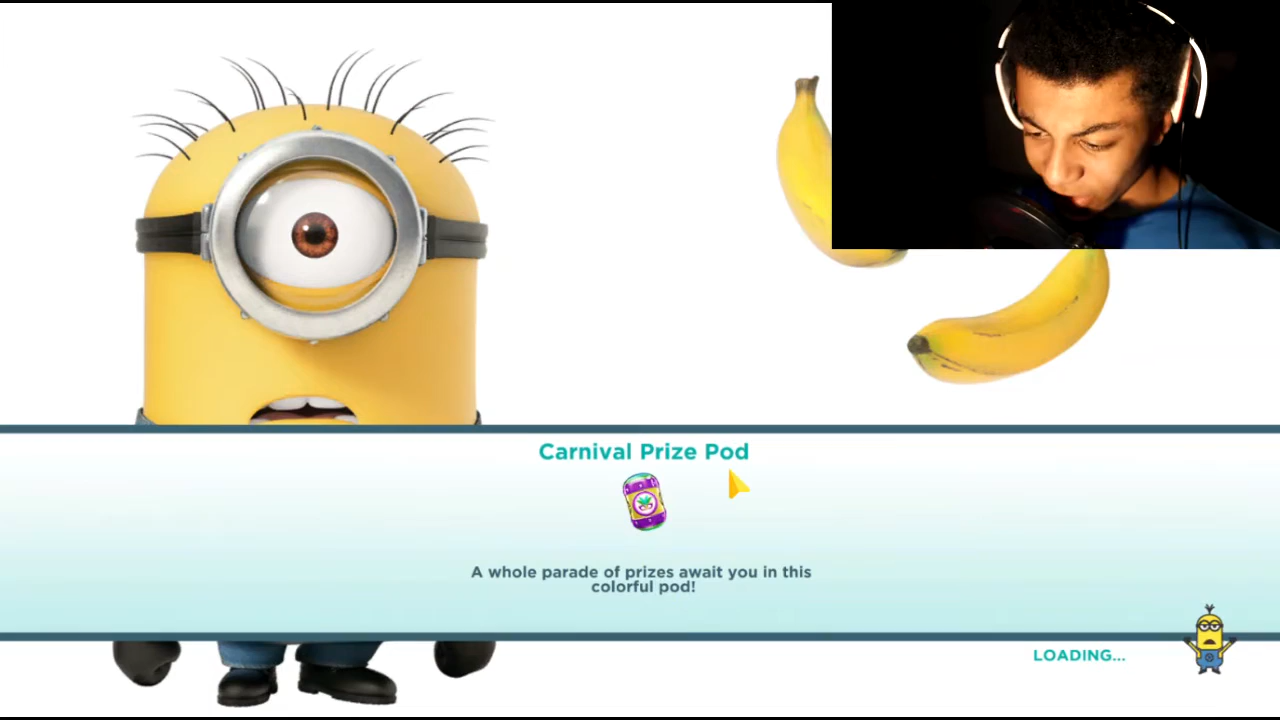 Carnival Prize Pod
A whole parade of prizes await you in this
colorful pod!
LOADING...